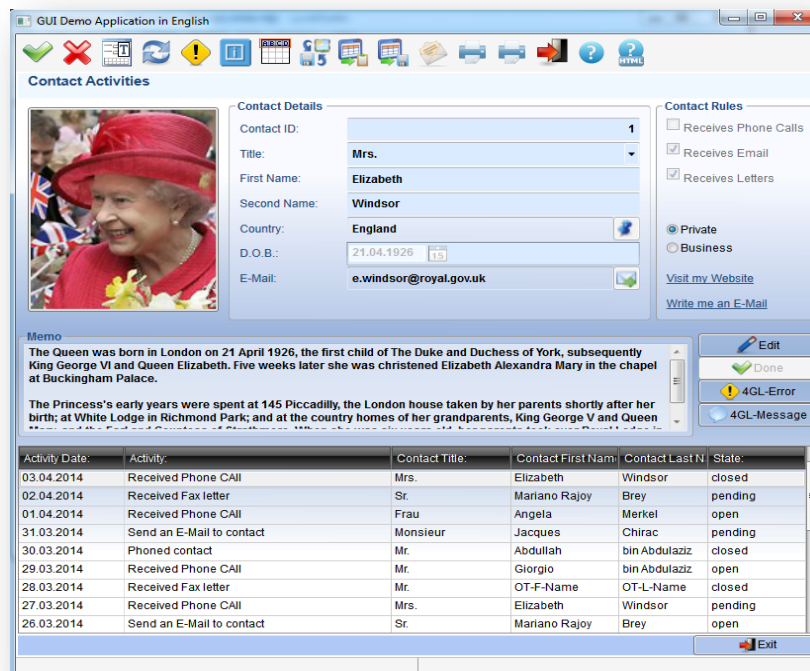 GUI Demo Application in English
T
ABCD
5
HTML
Contact Activities
Contact Details
Contact ID: 1
Title: Mrs.
First Name: Elizabeth
Second Name: Windsor
Country: England
D.O.B.: 21.04.1926 15
E-Mail: e.windsor@royal.gov.uk
Contact Rules
Receives Phone Calls
Receives Email
Receives Letters
Private
Business
Visit my Website
Write me an E-Mail
Memo
The Queen was born in London on 21 April 1926, the first child of The Duke and Duchess of York, subsequently
King George VI and Queen Elizabeth. Five weeks later she was christened Elizabeth Alexandra Mary in the chapel
at Buckingham Palace.
The Princess's early years were spent at 145 Piccadilly, the London house taken by her parents shortly after her
birth; at White Lodge in Richmond Park; and at the country homes of her grandparents, King George V and Queen
Edit
Done
4GL-Error
4GL-Message
Activity Date: Activity: Contact Title: Contact First Nam Contact Last N State:
03.04.2014 Received Phone CAll Mrs. Elizabeth Windsor closed
02.04.2014 Received Fax letter Sr. Mariano Rajoy Brey pending
01.04.2014 Received Phone CAll Frau Angela Merkel open
31.03.2014 Send an E-Mail to contact Monsieur Jacques Chirac pending
30.03.2014 Phoned contact Mr. Abdullah bin Abdulaziz closed
29.03.2014 Received Phone CAll Mr. Giorgio bin Abdulaziz open
28.03.2014 Received Fax letter Mr. OT-F-Name OT-L-Name closed
27.03.2014 Received Phone CAll Mrs. Elizabeth Windsor pending
26.03.2014 Send an E-Mail to contact Sr. Mariano Rajoy Brey open
Exit